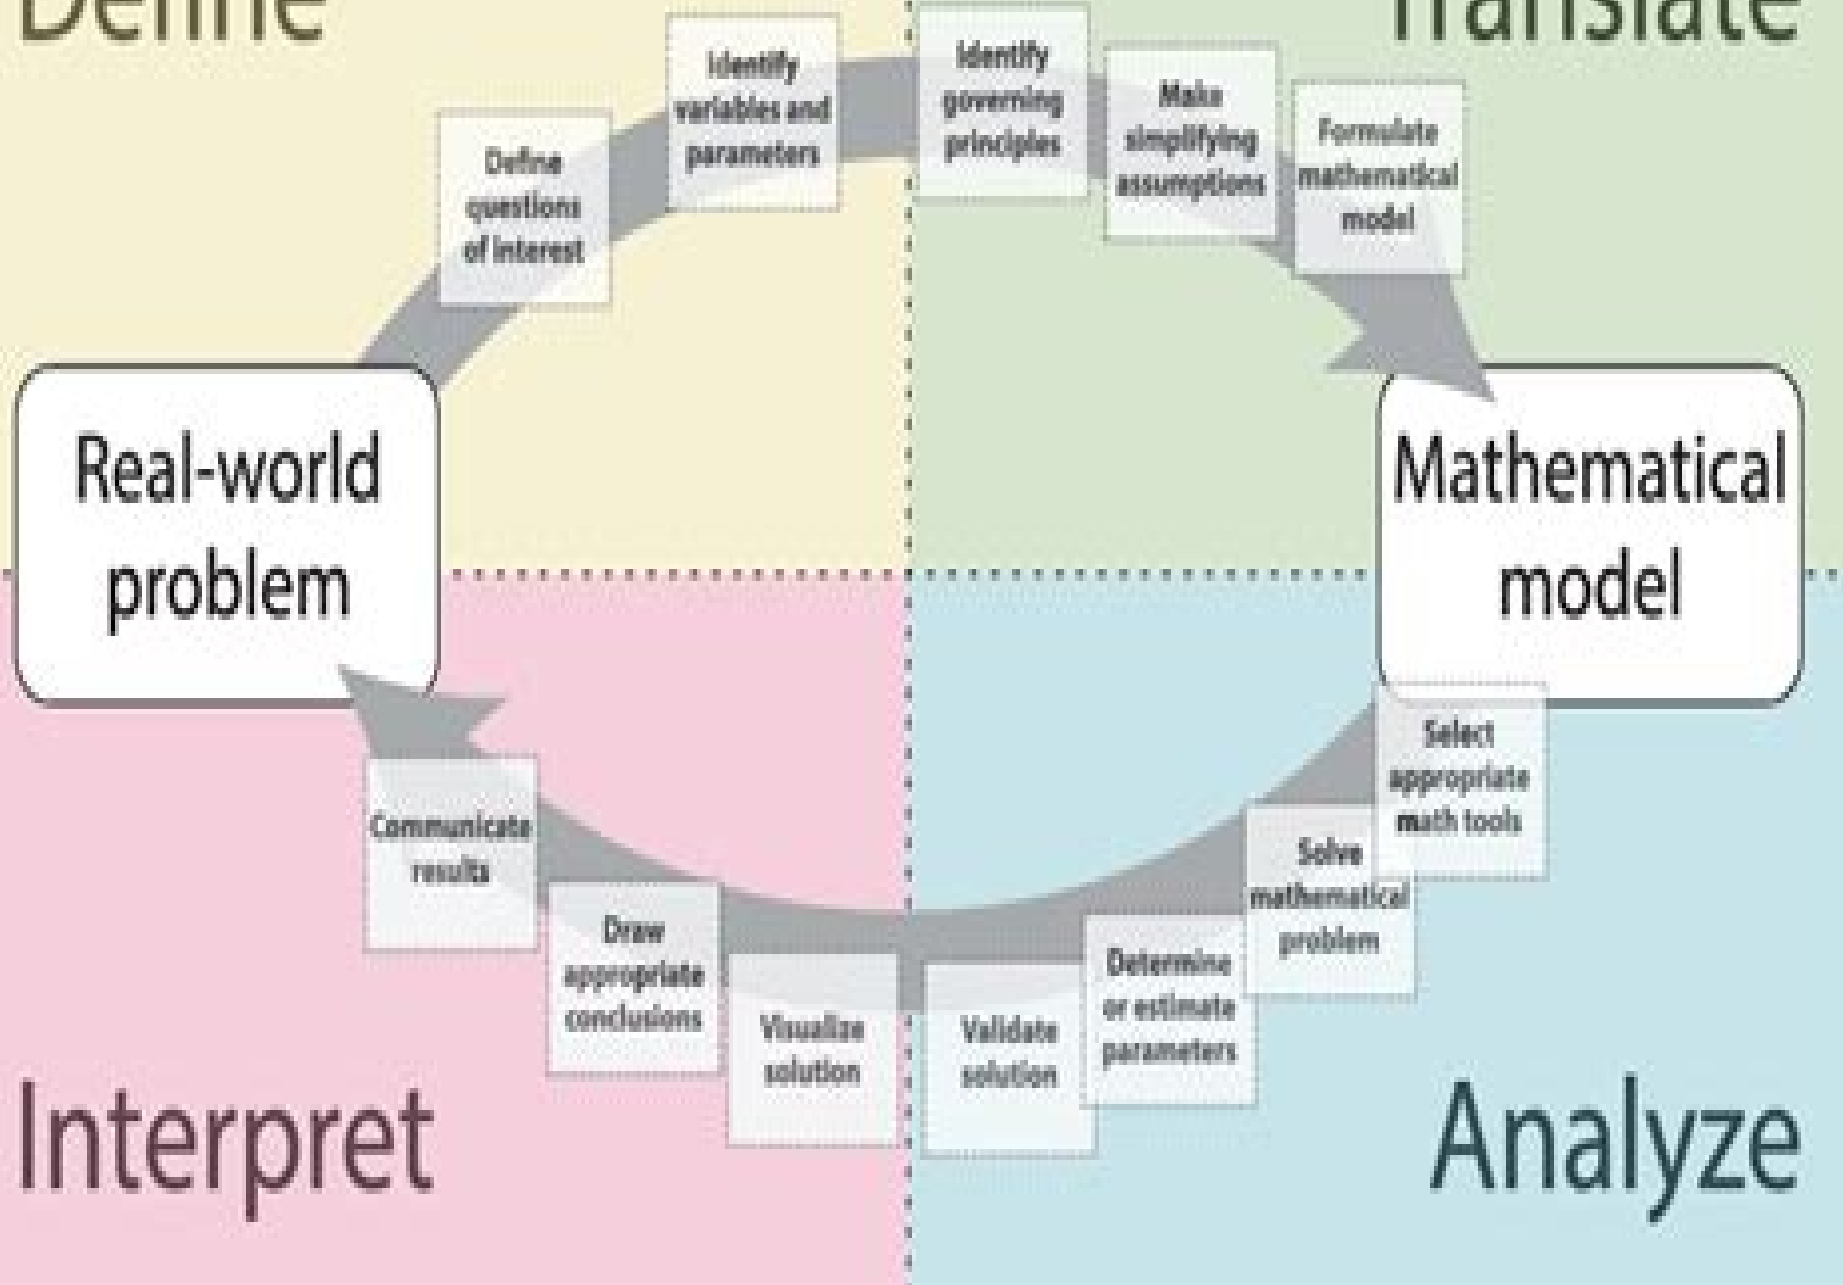 Define
Translate
Identify
variables and
parameters
Identify
governing
principles
Make
simplifying
assumptions
Formulate
mathematical
model
Define
questions
of interest
Real-world
problem
Mathematical
model
Select
appropriate
math tools
Solve
mathematical
problem
Determine
or estimate
parameters
Validate
solution
Visualize
solution
Draw
appropriate
conclusions
Communicate
results
Interpret
Analyze